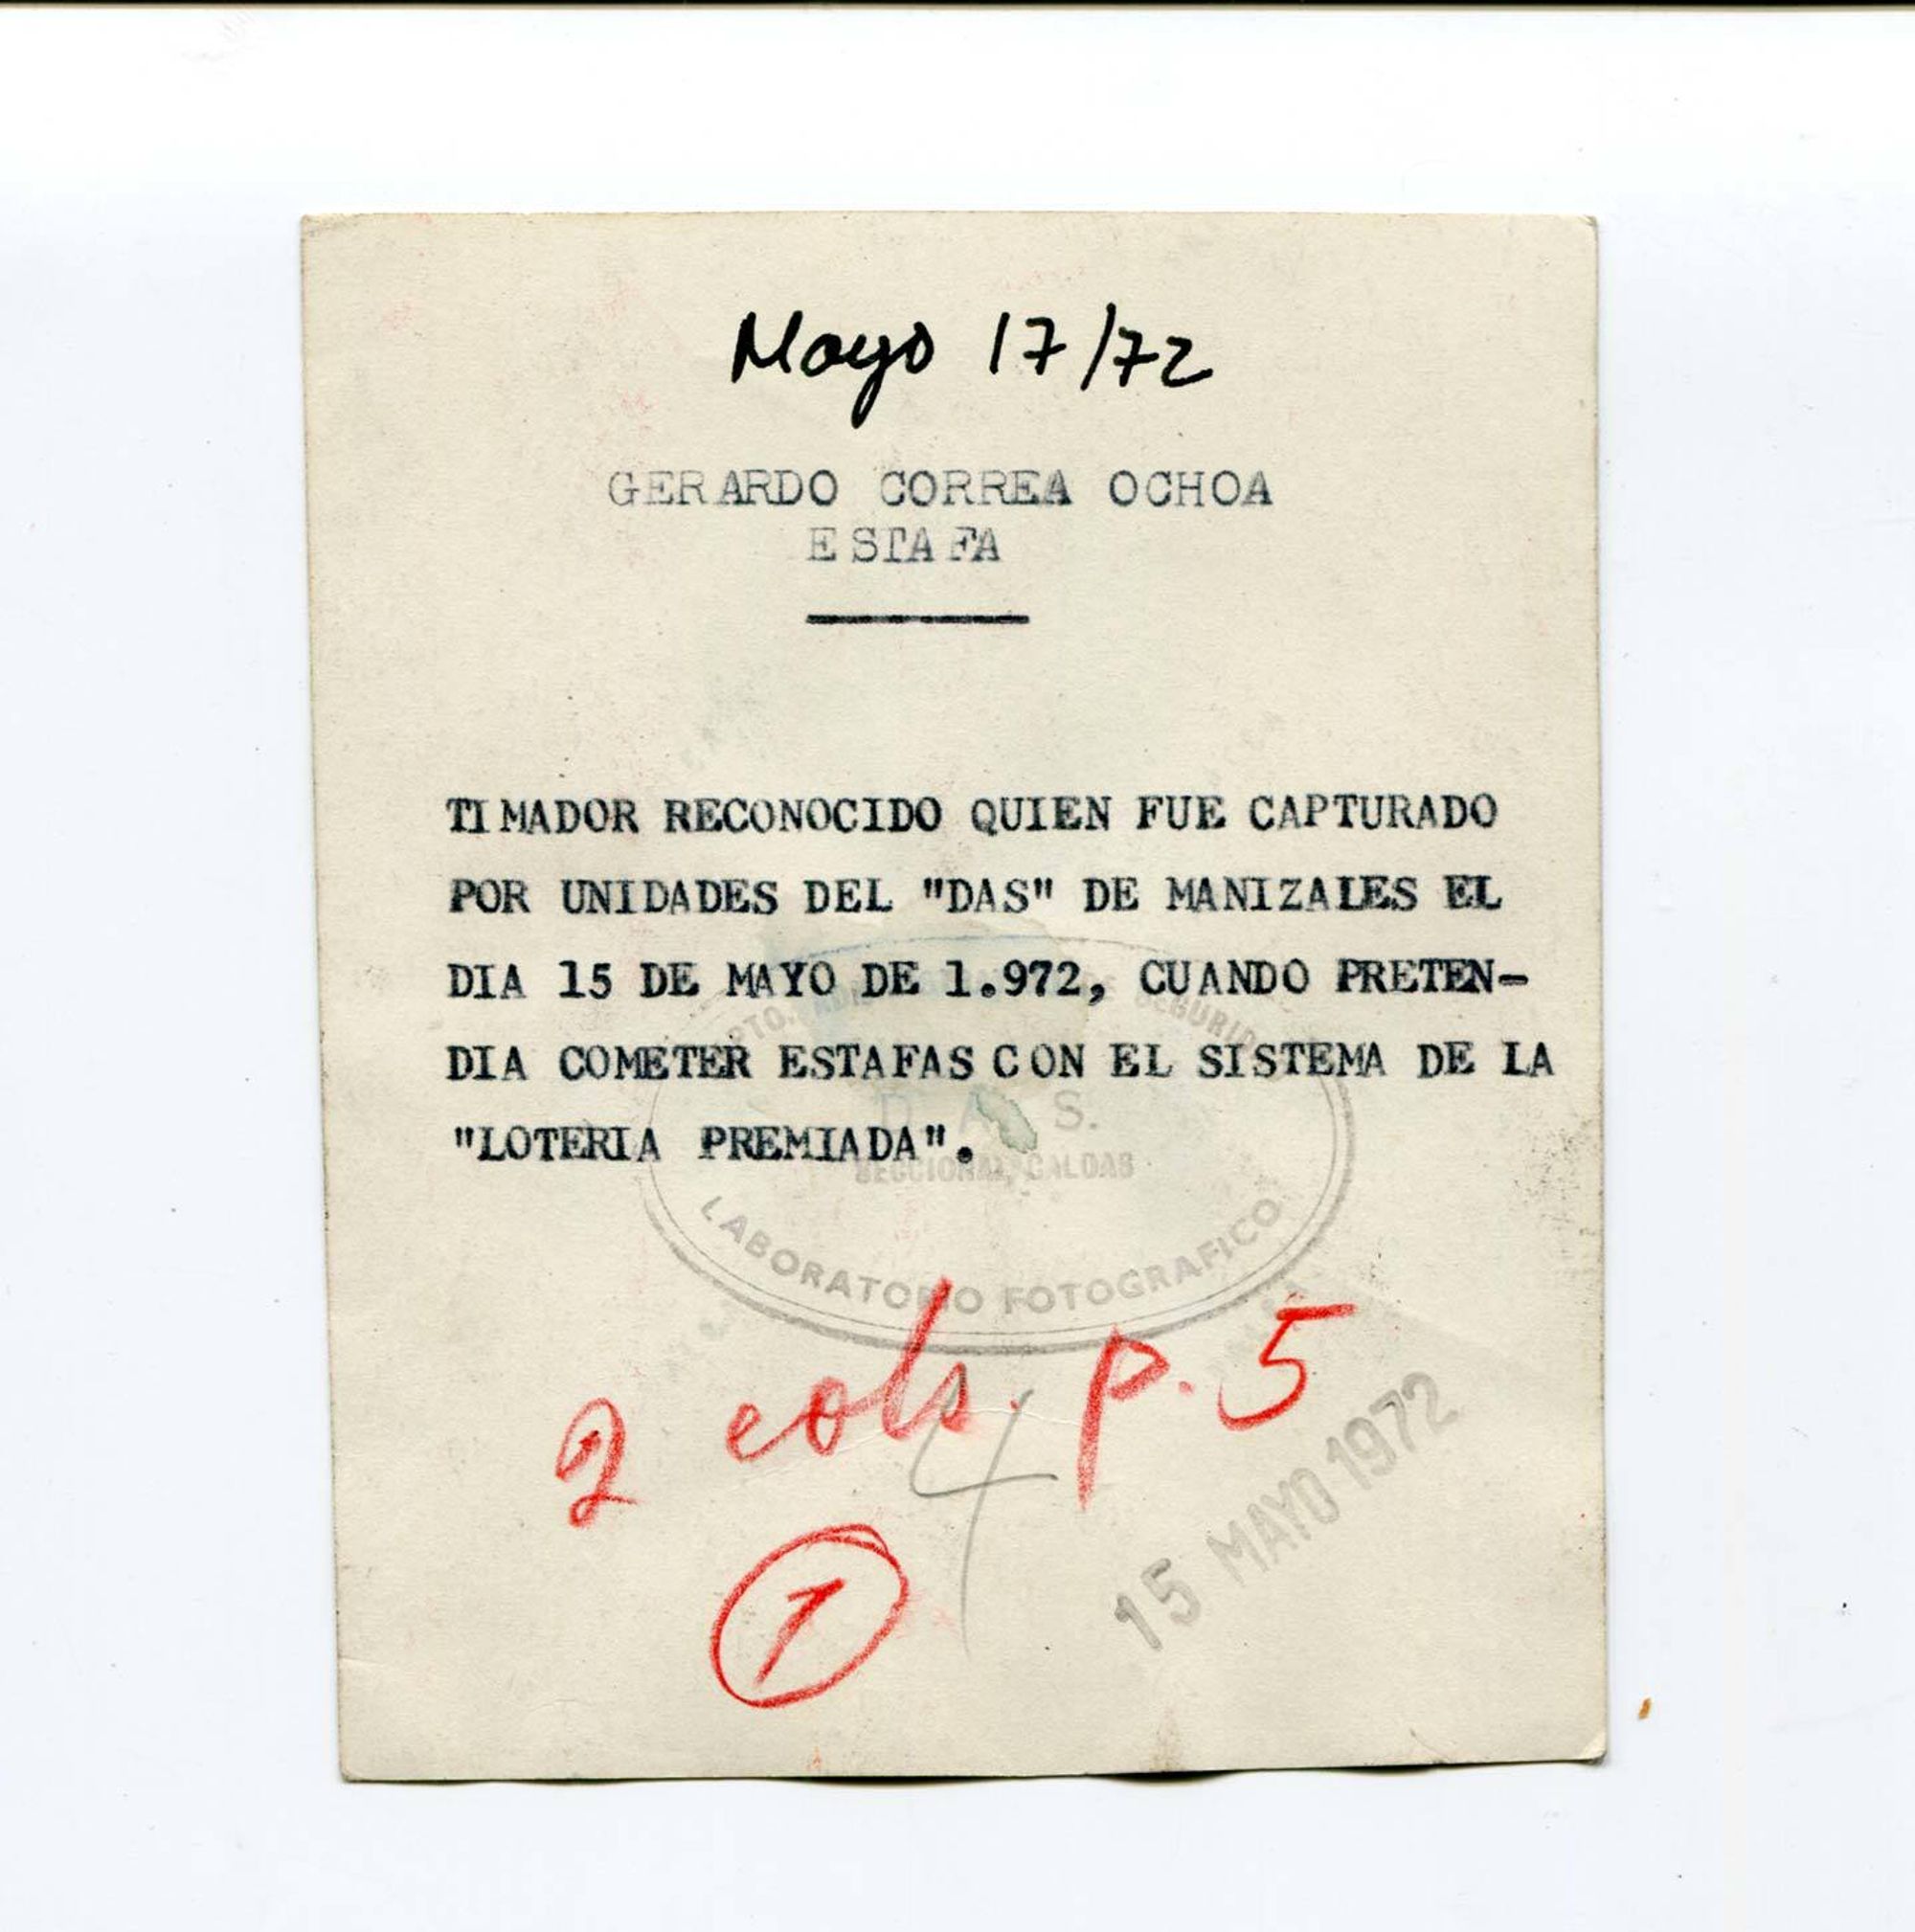 Mayo 17/72
GERARDO CORREA OCHOA
ESTAFA
TIMADOR RECONOCIDO QUIEN FUE CAPTURADO
POR UNIDADES DEL "DAS" DE MANIZALES EL
DIA 15 DE MAYO DE 1.972, CUANDO PRETEN-
DIA COMETER ESTAFAS CON EL SISTEMA DE LA
"LOTERIA PREMIADA".
D A S.
SECCIONAL CALDAS
LABORATORIO FOTOGRAFICO
2 cols. p. 5
4
1
15 MAYO 1972